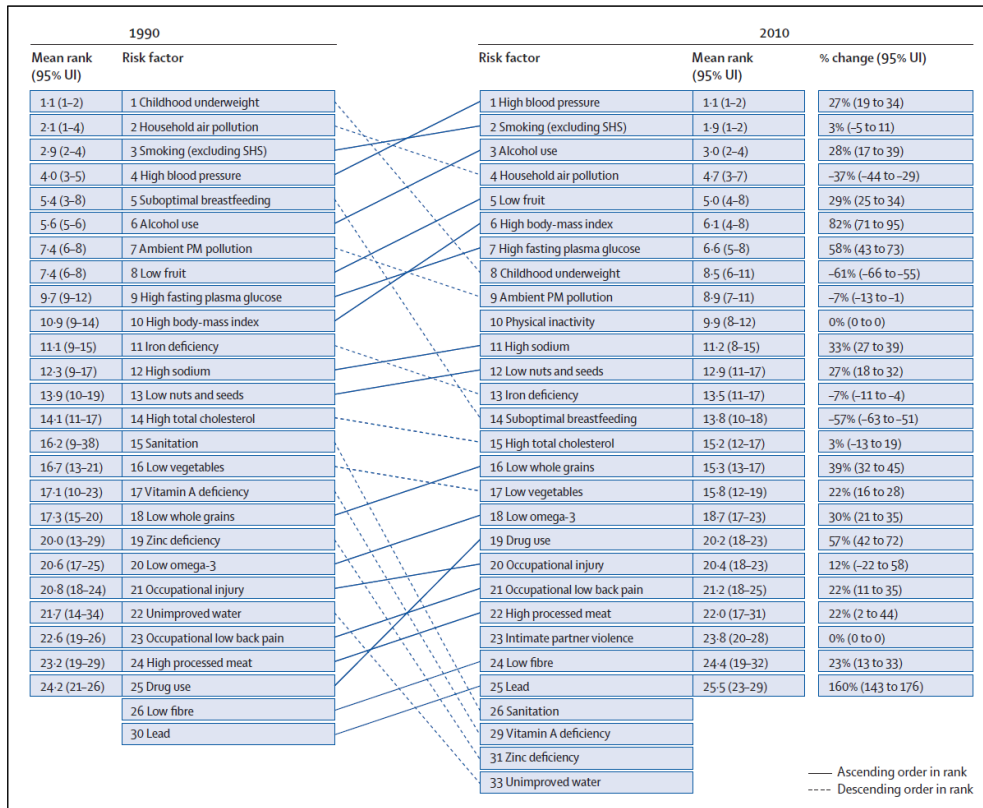 1990
Mean rank (95% UI) Risk factor
1·1 (1–2) 1 Childhood underweight
2·1 (1–4) 2 Household air pollution
2·9 (2–4) 3 Smoking (excluding SHS)
4·0 (3–5) 4 High blood pressure
5·4 (3–8) 5 Suboptimal breastfeeding
5·6 (5–6) 6 Alcohol use
7·4 (6–8) 7 Ambient PM pollution
7·4 (6–8) 8 Low fruit
9·7 (9–12) 9 High fasting plasma glucose
10·9 (9–14) 10 High body-mass index
11·1 (9–15) 11 Iron deficiency
12·3 (9–17) 12 High sodium
13·9 (10–19) 13 Low nuts and seeds
14·1 (11–17) 14 High total cholesterol
16·2 (9–38) 15 Sanitation
16·7 (13–21) 16 Low vegetables
17·1 (10–23) 17 Vitamin A deficiency
17·3 (15–20) 18 Low whole grains
20·0 (13–29) 19 Zinc deficiency
20·6 (17–25) 20 Low omega-3
20·8 (18–24) 21 Occupational injury
21·7 (14–34) 22 Unimproved water
22·6 (19–26) 23 Occupational low back pain
23·2 (19–29) 24 High processed meat
24·2 (21–26) 25 Drug use
26 Low fibre
30 Lead
2010
Risk factor Mean rank (95% UI) % change (95% UI)
1 High blood pressure 1·1 (1–2) 27% (19 to 34)
2 Smoking (excluding SHS) 1·9 (1–2) 3% (–5 to 11)
3 Alcohol use 3·0 (2–4) 28% (17 to 39)
4 Household air pollution 4·7 (3–7) –37% (–44 to –29)
5 Low fruit 5·0 (4–8) 29% (25 to 34)
6 High body-mass index 6·1 (4–8) 82% (71 to 95)
7 High fasting plasma glucose 6·6 (5–8) 58% (43 to 73)
8 Childhood underweight 8·5 (6–11) –61% (–66 to –55)
9 Ambient PM pollution 8·9 (7–11) –7% (–13 to –1)
10 Physical inactivity 9·9 (8–12) 0% (0 to 0)
11 High sodium 11·2 (8–15) 33% (27 to 39)
12 Low nuts and seeds 12·9 (11–17) 27% (18 to 32)
13 Iron deficiency 13·5 (11–17) –7% (–11 to –4)
14 Suboptimal breastfeeding 13·8 (10–18) –57% (–63 to –51)
15 High total cholesterol 15·2 (12–17) 3% (–13 to 19)
16 Low whole grains 15·3 (13–17) 39% (32 to 45)
17 Low vegetables 15·8 (12–19) 22% (16 to 28)
18 Low omega-3 18·7 (17–23) 30% (21 to 35)
19 Drug use 20·2 (18–23) 57% (42 to 72)
20 Occupational injury 20·4 (18–23) 12% (–22 to 58)
21 Occupational low back pain 21·2 (18–25) 22% (11 to 35)
22 High processed meat 22·0 (17–31) 22% (2 to 44)
23 Intimate partner violence 23·8 (20–28) 0% (0 to 0)
24 Low fibre 24·4 (19–32) 23% (13 to 33)
25 Lead 25·5 (23–29) 160% (143 to 176)
26 Sanitation
29 Vitamin A deficiency
31 Zinc deficiency
33 Unimproved water
Ascending order in rank
Descending order in rank